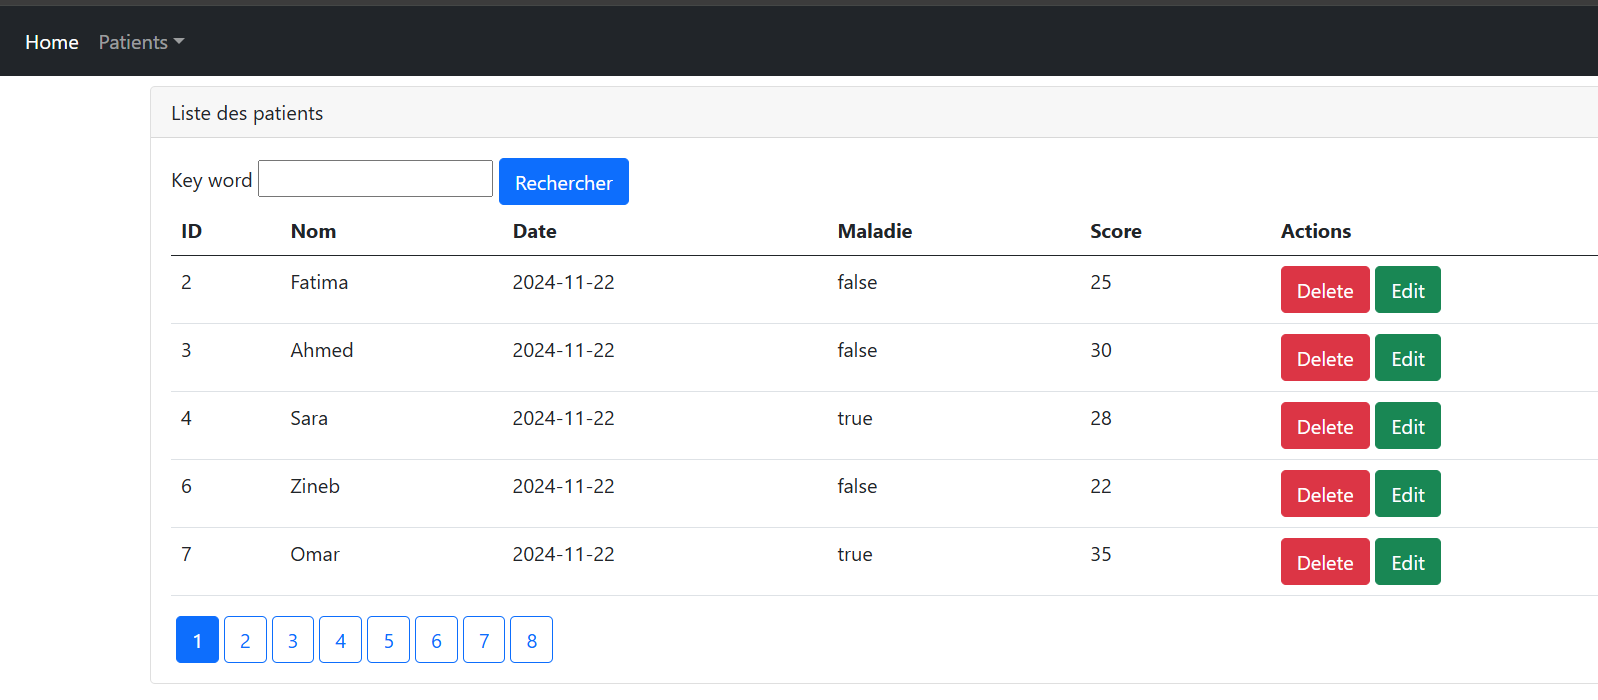 Home Patients
Liste des patients
Key word Rechercher
ID Nom Date Maladie Score Actions
2 Fatima 2024-11-22 false 25 Delete Edit
3 Ahmed 2024-11-22 false 30 Delete Edit
4 Sara 2024-11-22 true 28 Delete Edit
6 Zineb 2024-11-22 false 22 Delete Edit
7 Omar 2024-11-22 true 35 Delete Edit
1 2 3 4 5 6 7 8